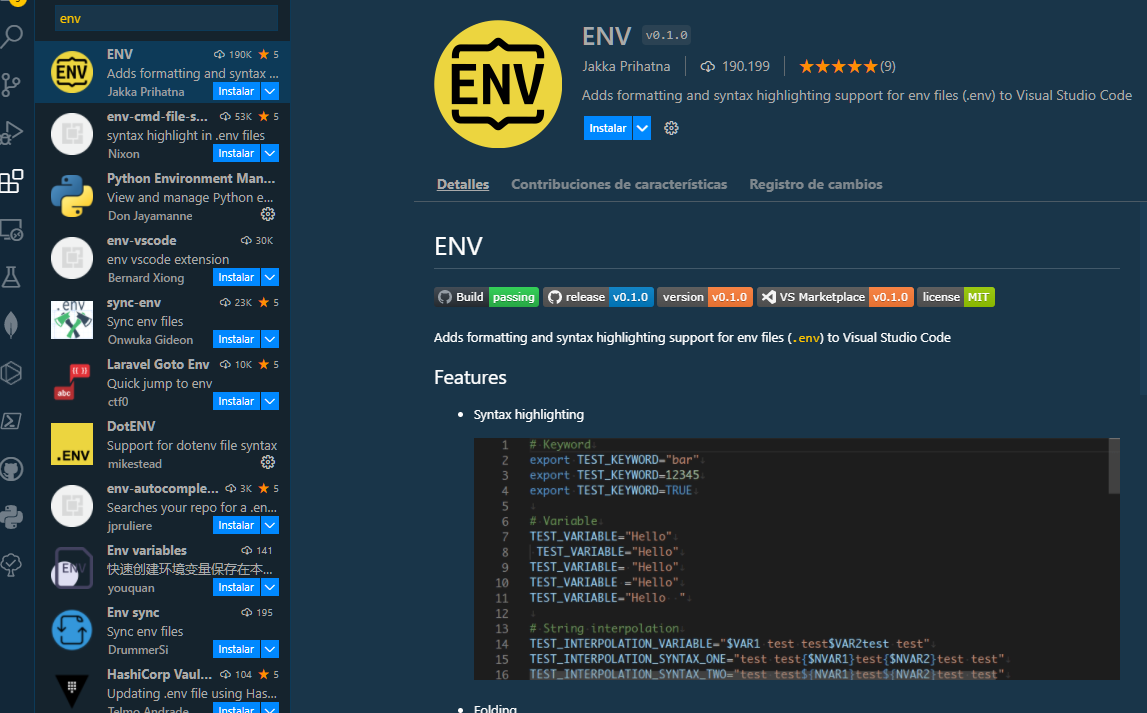 env
ENV 190K ★ 5
Adds formatting and syntax ...
Jakka Prihatna Instalar
env-cmd-file-s... 53K ★ 5
syntax highlight in .env files
Nixon Instalar
Python Environment Man...
View and manage Python e...
Don Jayamanne
env-vscode 30K
env vscode extension
Bernard Xiong Instalar
.env
sync-env 23K ★ 5
Sync env files
Onwuka Gideon Instalar
abc
Laravel Goto Env 10K ★ 5
Quick jump to env
ctf0 Instalar
.ENV
DotENV
Support for dotenv file syntax
mikestead
env-autocomple... 3K ★ 5
Searches your repo for a .en...
jpruliere Instalar
ENV
Env variables 141
快速创建环境变量保存在本...
youquan Instalar
Env sync 195
Sync env files
DrummerSi Instalar
HashiCorp Vaul... 104 ★ 5
Updating .env file using Has...
Telmo Andrade Instalar
ENV
ENV v0.1.0
Jakka Prihatna 190.199 ★★★★★(9)
Adds formatting and syntax highlighting support for env files (.env) to Visual Studio Code
Instalar
Detalles Contribuciones de características Registro de cambios
ENV
Build passing release v0.1.0 version v0.1.0 VS Marketplace v0.1.0 license MIT
Adds formatting and syntax highlighting support for env files (.env) to Visual Studio Code
Features
• Syntax highlighting
1 # Keyword
2 export TEST_KEYWORD="bar"
3 export TEST_KEYWORD=12345
4 export TEST_KEYWORD=TRUE
5
6 # Variable
7 TEST_VARIABLE="Hello"
8 TEST_VARIABLE="Hello"
9 TEST_VARIABLE= "Hello"
10 TEST_VARIABLE ="Hello"
11 TEST_VARIABLE="Hello "
12
13 # String interpolation
14 TEST_INTERPOLATION_VARIABLE="$VAR1 test test$VAR2test test"
15 TEST_INTERPOLATION_SYNTAX_ONE="test test{$NVAR1}test{$NVAR2}test test"
16 TEST_INTERPOLATION_SYNTAX_TWO="test test${NVAR1}test${NVAR2}test test"
• Folding